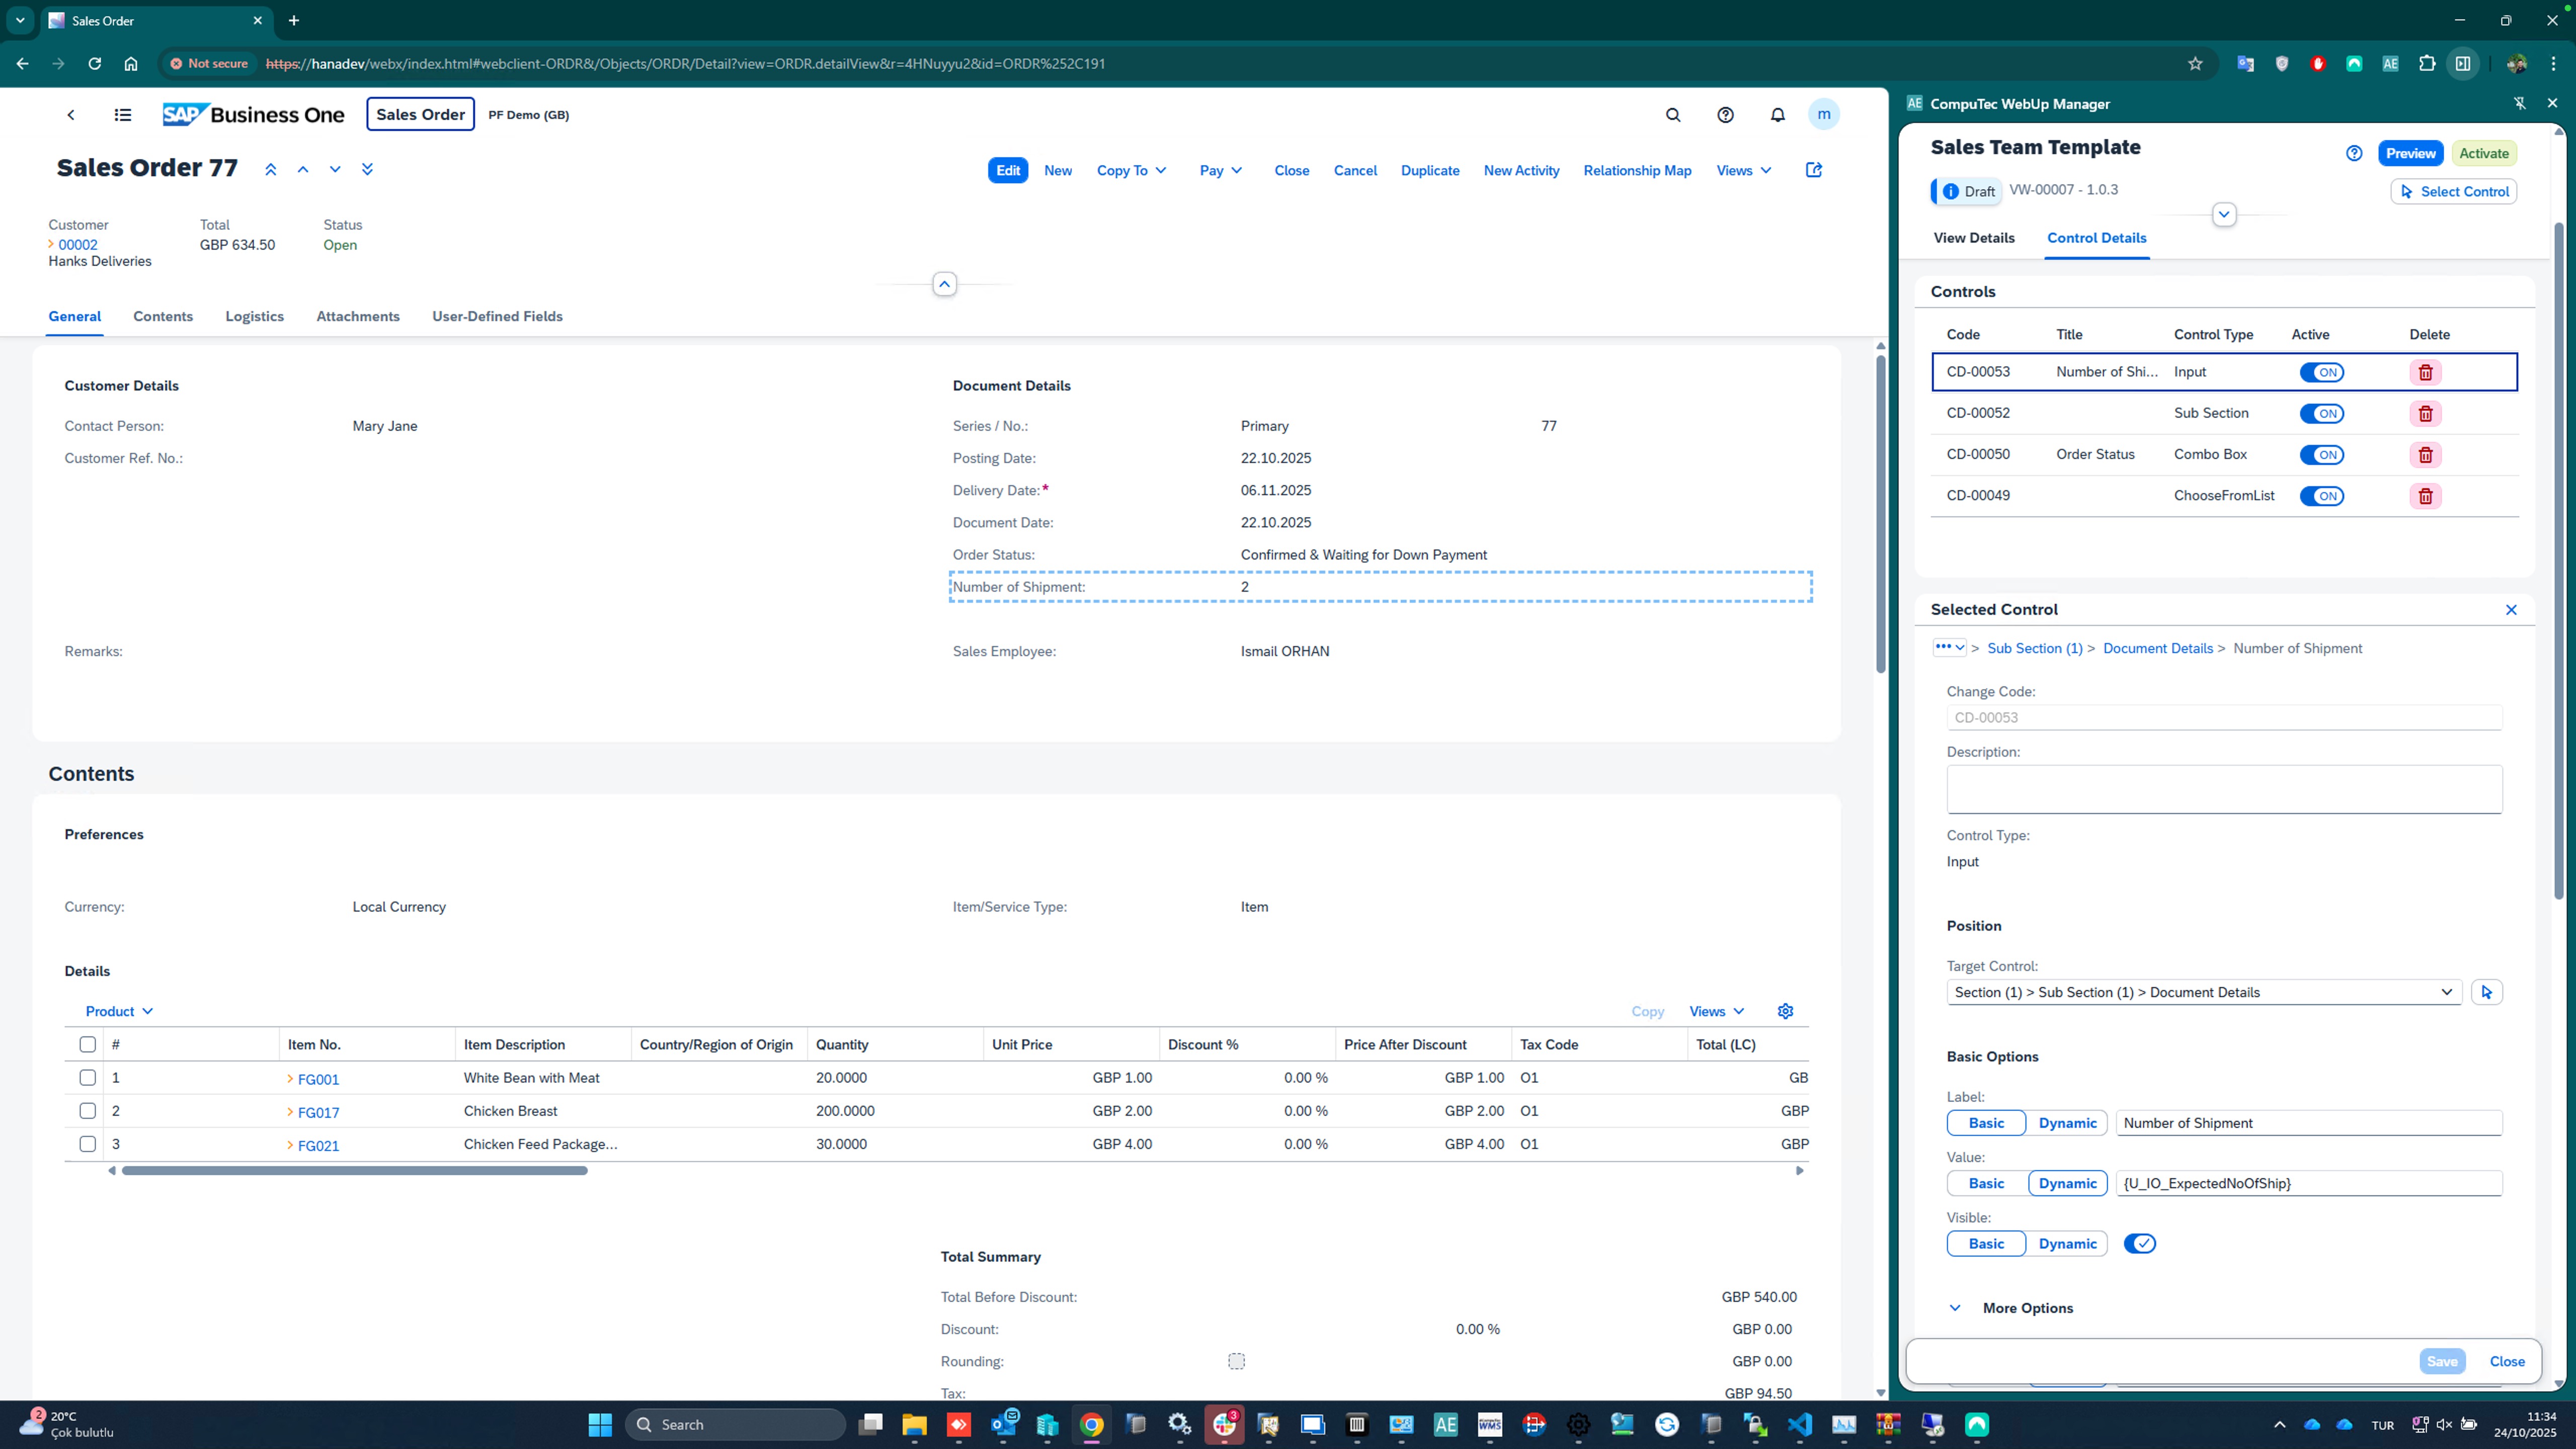 Sales Order
Not secure https://hanadev/webx/index.html#webclient-ORDR&/Objects/ORDR/Detail?view=ORDR.detailView&r=4HNuyyu2&id=ORDR%252C191
AE
SAP Business One Sales Order PF Demo (GB)
m
Sales Order 77
Edit New Copy To Pay Close Cancel Duplicate New Activity Relationship Map Views
Customer Total Status
00002 GBP 634.50 Open
Hanks Deliveries
General Contents Logistics Attachments User-Defined Fields
Customer Details
Contact Person: Mary Jane
Customer Ref. No.:
Remarks:
Document Details
Series / No.: Primary 77
Posting Date: 22.10.2025
Delivery Date:* 06.11.2025
Document Date: 22.10.2025
Order Status: Confirmed & Waiting for Down Payment
Number of Shipment: 2
Sales Employee: Ismail ORHAN
Contents
Preferences
Currency: Local Currency Item/Service Type: Item
Details
Product Copy Views
# Item No. Item Description Country/Region of Origin Quantity Unit Price Discount % Price After Discount Tax Code Total (LC)
1 FG001 White Bean with Meat 20.0000 GBP 1.00 0.00 % GBP 1.00 O1 GB
2 FG017 Chicken Breast 200.0000 GBP 2.00 0.00 % GBP 2.00 O1 GBP
3 FG021 Chicken Feed Package... 30.0000 GBP 4.00 0.00 % GBP 4.00 O1 GBP
Total Summary
Total Before Discount: GBP 540.00
Discount: 0.00 % GBP 0.00
Rounding: GBP 0.00
Tax: GBP 94.50
AE CompuTec WebUp Manager
Sales Team Template Preview Activate
Draft VW-00007 - 1.0.3 Select Control
View Details Control Details
Controls
Code Title Control Type Active Delete
CD-00053 Number of Shi... Input ON
CD-00052 Sub Section ON
CD-00050 Order Status Combo Box ON
CD-00049 ChooseFromList ON
Selected Control
••• > Sub Section (1) > Document Details > Number of Shipment
Change Code:
CD-00053
Description:
Control Type:
Input
Position
Target Control:
Section (1) > Sub Section (1) > Document Details
Basic Options
Label:
Basic Dynamic Number of Shipment
Value:
Basic Dynamic {U_IO_ExpectedNoOfShip}
Visible:
Basic Dynamic
More Options
Save Close
2 20°C
Çok bulutlu
Search
3
AE
WMS
TUR
11:34
24/10/2025